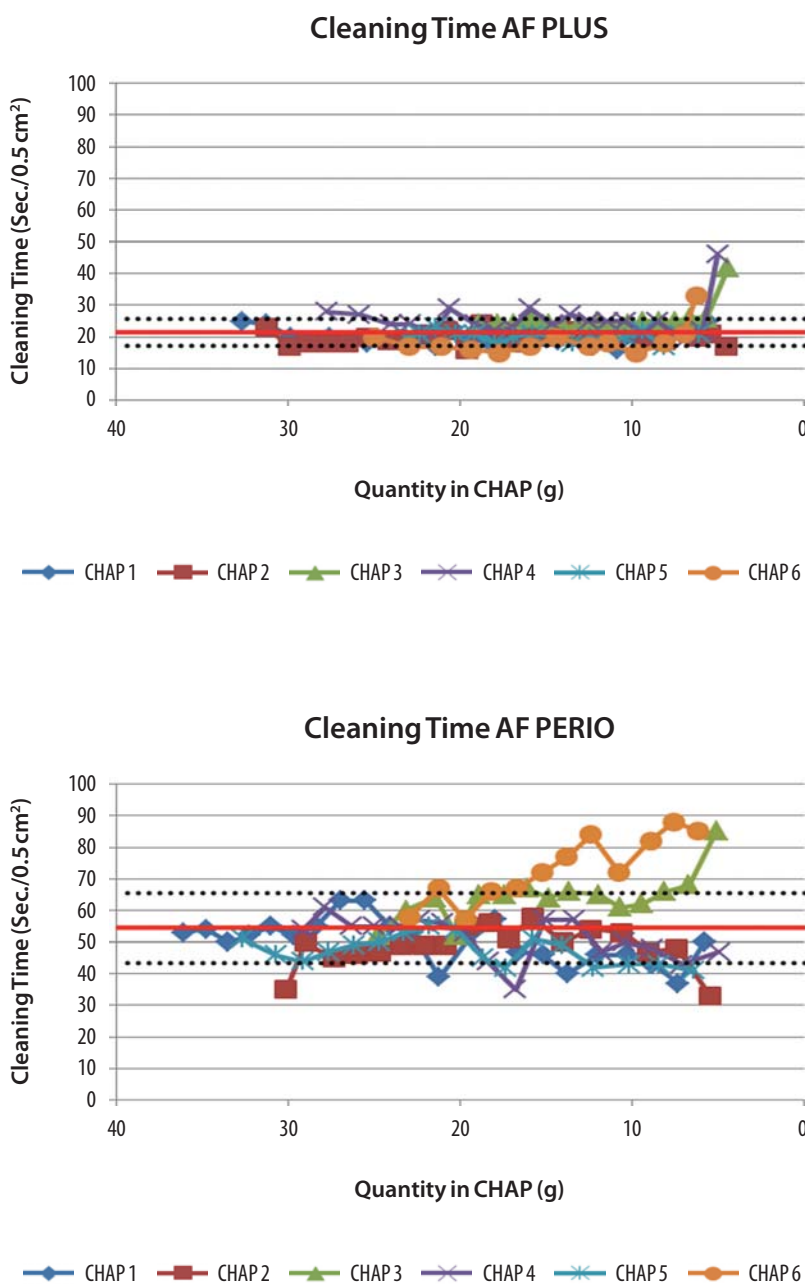 Cleaning Time AF PLUS
Cleaning Time (Sec./0.5 cm²)
100
90
80
70
60
50
40
30
20
10
0
40 30 20 10 0
Quantity in CHAP (g)
CHAP 1 CHAP 2 CHAP 3 CHAP 4 CHAP 5 CHAP 6
Cleaning Time AF PERIO
Cleaning Time (Sec./0.5 cm²)
100
90
80
70
60
50
40
30
20
10
0
40 30 20 10 0
Quantity in CHAP (g)
CHAP 1 CHAP 2 CHAP 3 CHAP 4 CHAP 5 CHAP 6